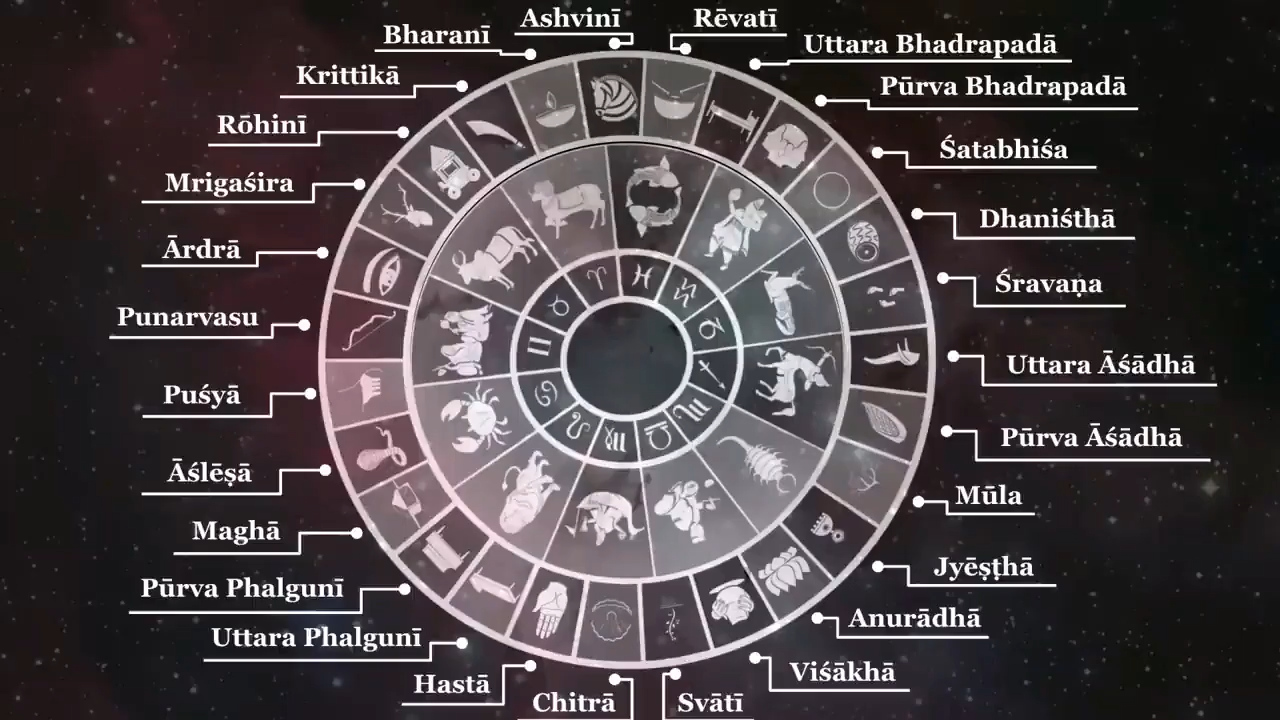 Ashvinī
Rēvatī
Bharanī
Uttara Bhadrapadā
Krittikā
Pūrva Bhadrapadā
Rōhinī
Śatabhiśa
Mrigaśira
Dhaniśthā
Ārdrā
Śravaṇa
Punarvasu
Uttara Āśādhā
Puśyā
Pūrva Āśādhā
Āślēṣā
Mūla
Maghā
Jyēṣṭhā
Pūrva Phalgunī
Anurādhā
Uttara Phalgunī
Viśākhā
Hastā
Chitrā
Svātī